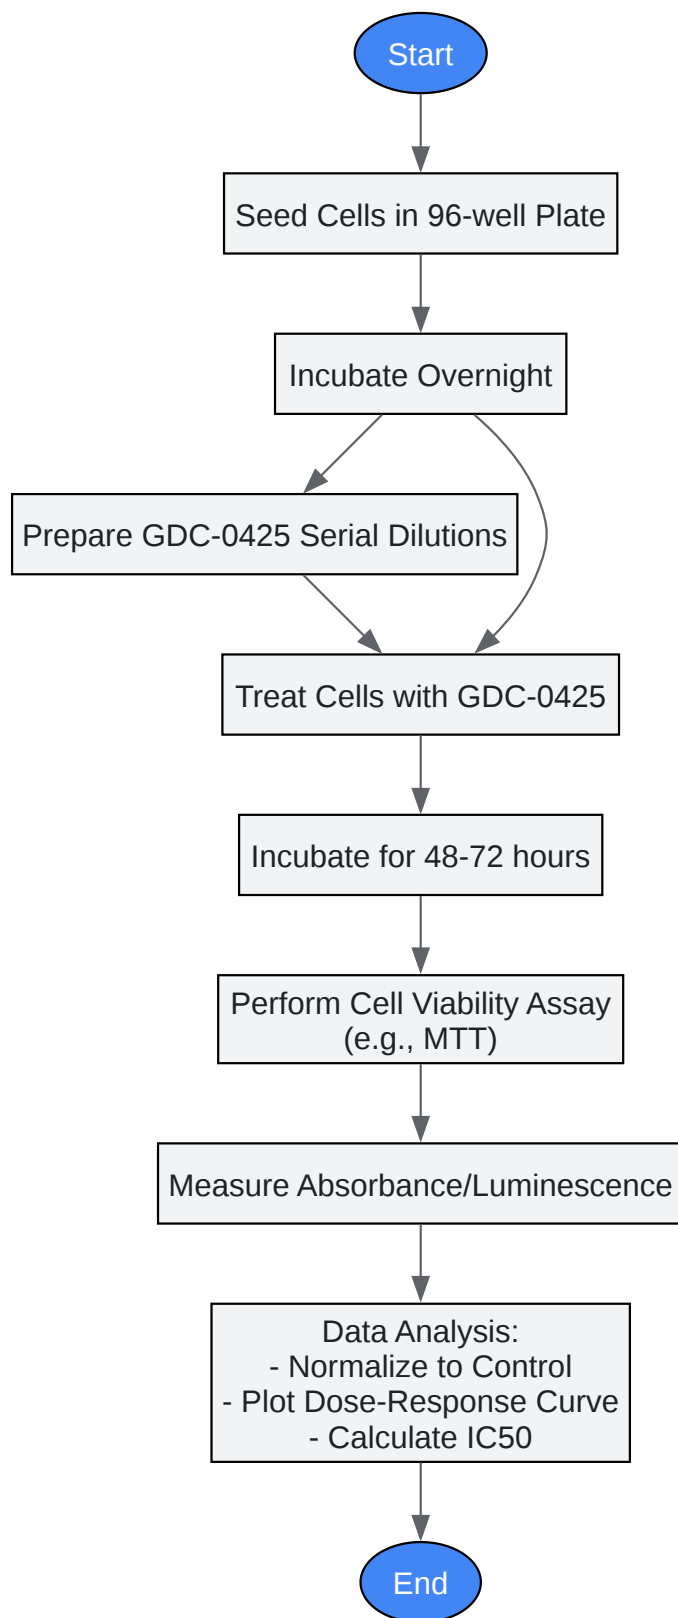 Start
Seed Cells in 96-well Plate
Incubate Overnight
Prepare GDC-0425 Serial Dilutions
Treat Cells with GDC-0425
Incubate for 48-72 hours
Perform Cell Viability Assay
(e.g., MTT)
Measure Absorbance/Luminescence
Data Analysis:
- Normalize to Control
- Plot Dose-Response Curve
- Calculate IC50
End